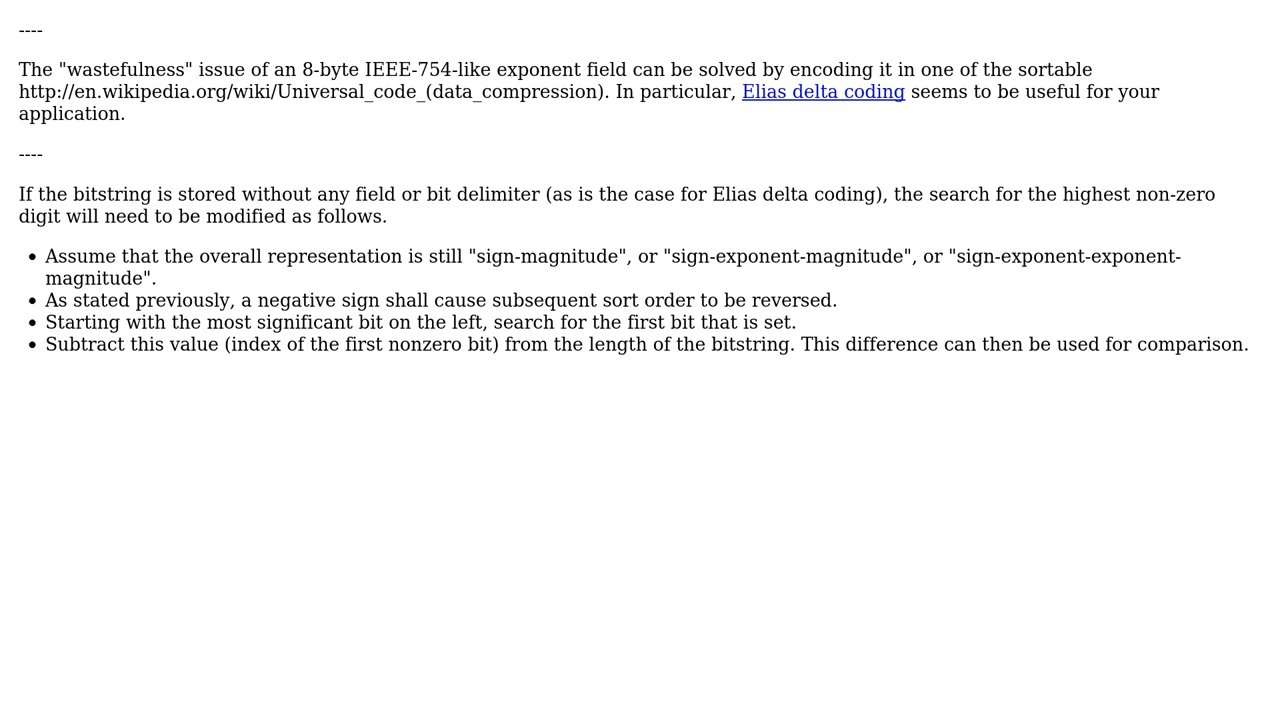 ----
The "wastefulness" issue of an 8-byte IEEE-754-like exponent field can be solved by encoding it in one of the sortable
http://en.wikipedia.org/wiki/Universal_code_(data_compression). In particular, Elias delta coding seems to be useful for your
application.
----
If the bitstring is stored without any field or bit delimiter (as is the case for Elias delta coding), the search for the highest non-zero
digit will need to be modified as follows.
• Assume that the overall representation is still "sign-magnitude", or "sign-exponent-magnitude", or "sign-exponent-exponent-
magnitude".
• As stated previously, a negative sign shall cause subsequent sort order to be reversed.
• Starting with the most significant bit on the left, search for the first bit that is set.
• Subtract this value (index of the first nonzero bit) from the length of the bitstring. This difference can then be used for comparison.